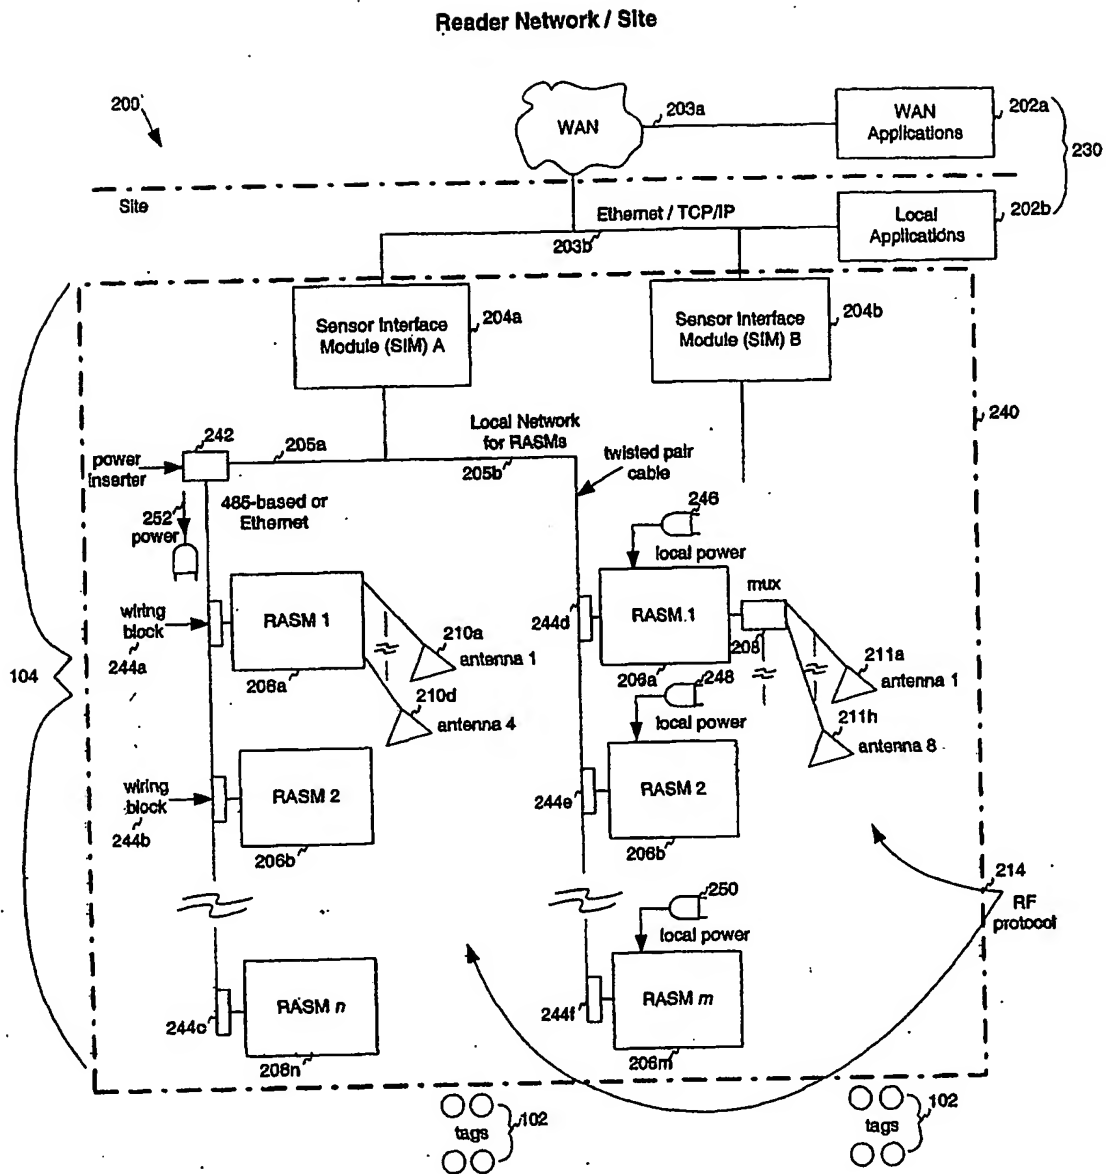 Reader Network / Site
200
WAN
203a
WAN
Applications
202a
230
Site
Ethernet / TCP/IP
203b
Local
Applications
202b
Sensor Interface
Module (SIM) A
204a
Sensor Interface
Module (SIM) B
204b
240
242
205a
Local Network
for RASMs
205b
twisted pair
cable
power
inserter
252
power
485-based or
Ethernet
246
local power
wiring
block
244a
RASM 1
206a
210a
antenna 1
210d
antenna 4
244d
RASM 1
206a
mux
208
211a
antenna 1
211h
antenna 8
104
248
local power
wiring
block
244b
RASM 2
206b
244e
RASM 2
206b
214
RF
protocol
250
local power
244c
RASM n
206n
244f
RASM m
206m
tags
102
tags
102